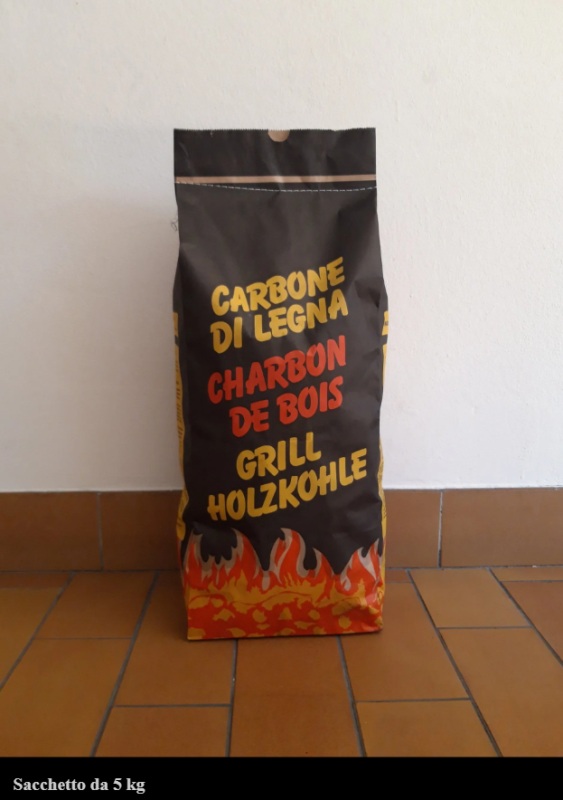 CARBONE
DI LEGNA
CHARBON
DE BOIS
GRILL
HOLZKOHLE
Sacchetto da 5 kg